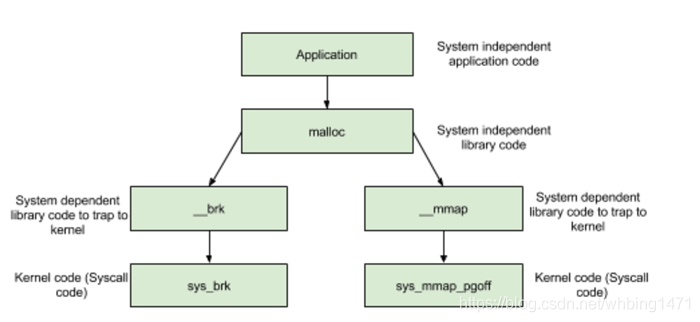 Application
System independent
application code
malloc
System independent
library code
System dependent
library code to trap to
kernel
__brk
__mmap
System dependent
library code to trap to
kernel
Kernel code (Syscall
code)
sys_brk
sys_mmap_pgoff
Kernel code (Syscall
code)
https://blog.csdn.net/whbing1471